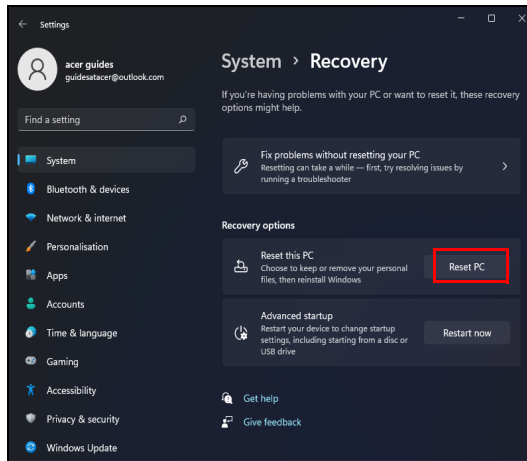 Settings
acer guides
guidesatacer@outlook.com
Find a setting
System
Bluetooth & devices
Network & internet
Personalisation
Apps
Accounts
Time & language
Gaming
Accessibility
Privacy & security
Windows Update
System > Recovery
If you're having problems with your PC or want to reset it, these recovery
options might help.
Fix problems without resetting your PC
Resetting can take a while — first, try resolving issues by
running a troubleshooter
Recovery options
Reset this PC
Choose to keep or remove your personal
files, then reinstall Windows
Reset PC
Advanced startup
Restart your device to change startup
settings, including starting from a disc or
USB drive
Restart now
Get help
Give feedback